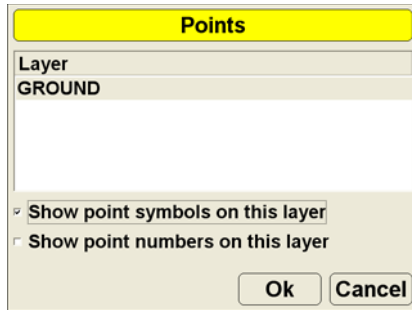 Points
Layer
GROUND
Show point symbols on this layer
Show point numbers on this layer
Ok Cancel